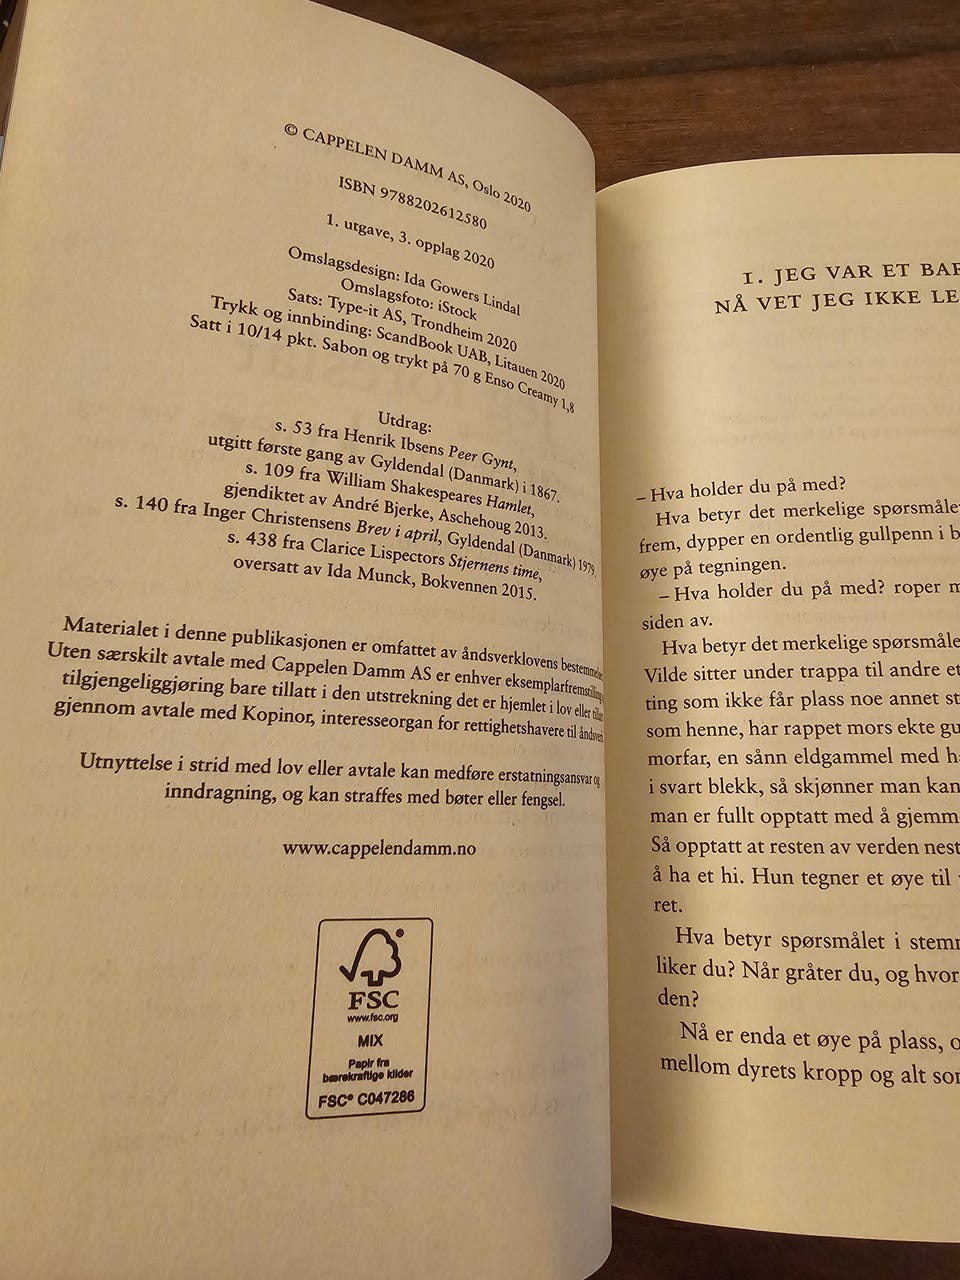 © CAPPELEN DAMM AS, Oslo 2020
ISBN 9788202612580
1. utgave, 3. opplag 2020
Omslagsdesign: Ida Gowers Lindal
Omslagsfoto: iStock
Sats: Type-it AS, Trondheim 2020
Trykk og innbinding: ScandBook UAB, Litauen 2020
Satt i 10/14 pkt. Sabon og trykt på 70 g Enso Creamy 1,8
Utdrag:
s. 53 fra Henrik Ibsens Peer Gynt,
utgitt første gang av Gyldendal (Danmark) i 1867.
s. 109 fra William Shakespeares Hamlet,
gjendiktet av André Bjerke, Aschehoug 2013.
s. 140 fra Inger Christensens Brev i april, Gyldendal (Danmark) 1979.
s. 438 fra Clarice Lispectors Stjernens time,
oversatt av Ida Munck, Bokvennen 2015.
Materialet i denne publikasjonen er omfattet av åndsverklovens
Uten særskilt avtale med Cappelen Damm AS er enhver
tilgjengeliggjøring bare tillatt i den utstrekning det er hjemlet i lov eller
gjennom avtale med Kopinor, interesseorgan for rettighetshavere til
Utnyttelse i strid med lov eller avtale kan medføre erstatningsansvar og
inndragning, og kan straffes med bøter eller fengsel.
www.cappelendamm.no
FSC
www.fsc.org
MIX
Papir fra
bærekraftige kilder
FSC® C047286
1. JEG VAR ET
NÅ VET JEG IKKE
– Hva holder du på med?
Hva betyr det merkelige
frem, dypper en ordentlig gullpenn i
øye på tegningen.
– Hva holder du på med? roper
siden av.
Hva betyr det merkelige
Vilde sitter under trappa til andre
ting som ikke får plass noe annet
som henne, har rappet mors ekte
morfar, en sånn eldgammel med
i svart blekk, så skjønner man
man er fullt opptatt med å
Så opptatt at resten av verden
å ha et hi. Hun tegner et øye til
ret.
Hva betyr spørsmålet i
liker du? Når gråter du, og
den?
Nå er enda et øye på plass,
mellom dyrets kropp og alt